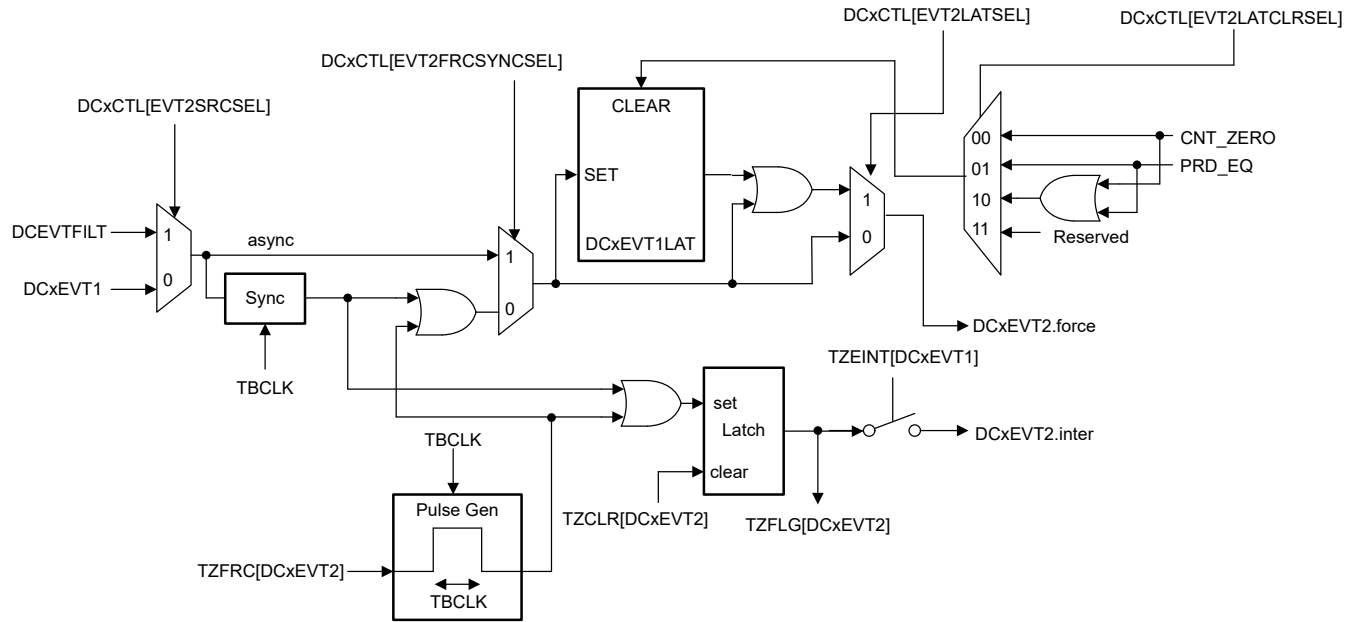 DCxCTL[EVT2LATSEL]
DCxCTL[EVT2LATCLRSEL]
DCxCTL[EVT2FRCSYNCSEL]
DCxCTL[EVT2SRCSEL]
CLEAR
SET
DCxEVT1LAT
00
01
10
11
CNT_ZERO
PRD_EQ
Reserved
1
0
DCEVTFILT
DCxEVT1
1
0
async
Sync
TBCLK
1
0
DCxEVT2.force
TZEINT[DCxEVT1]
set
Latch
clear
DCxEVT2.inter
TZCLR[DCxEVT2]
TZFLG[DCxEVT2]
TBCLK
Pulse Gen
TZFRC[DCxEVT2]
TBCLK